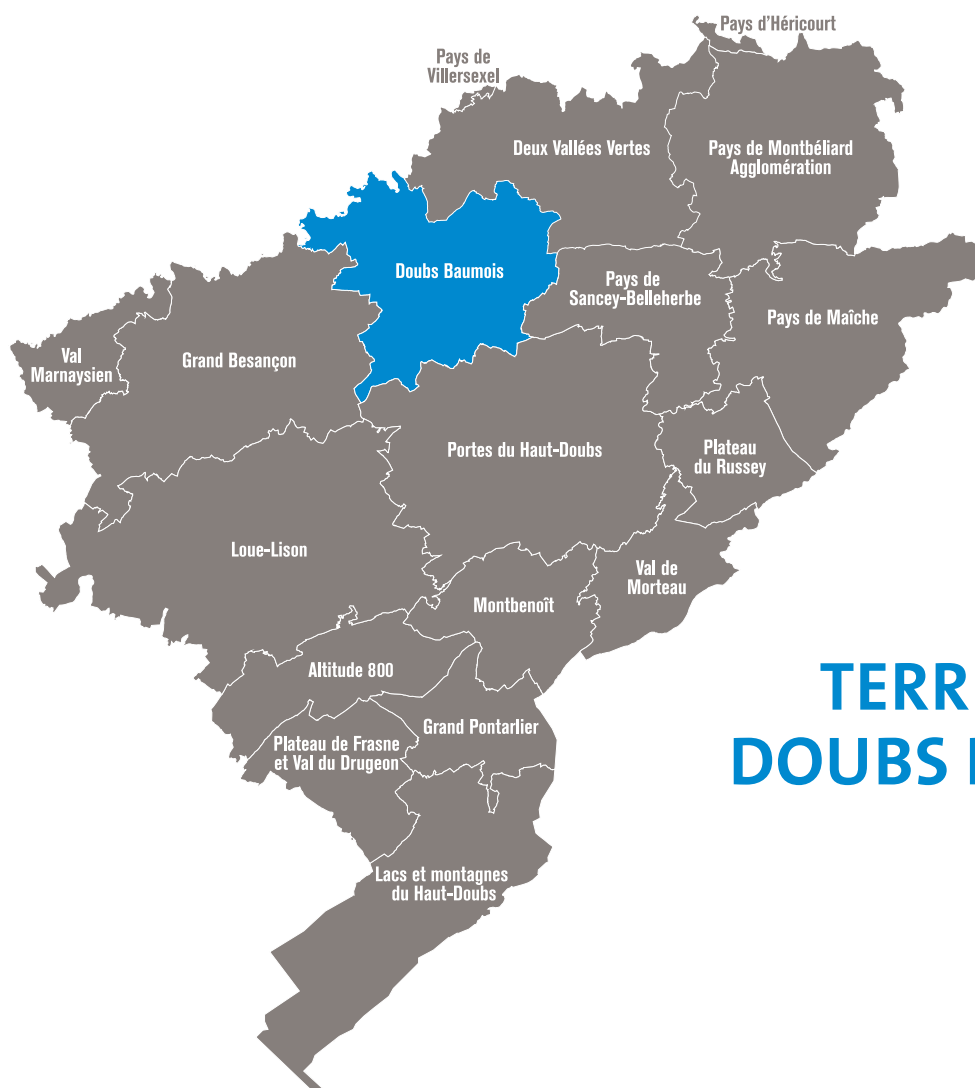 Pays d'Héricourt
Pays de
Villersexel
Deux Vallées Vertes
Pays de Montbéliard
Agglomération
Doubs Baumois
Pays de
Sancey-Belleherbe
Pays de Maîche
Val
Marnaysien
Grand Besançon
Portes du Haut-Doubs
Plateau
du Russey
Loue-Lison
Val de
Morteau
Montbenoît
Altitude 800
Grand Pontarlier
Plateau de Frasne
et Val du Drugeon
Lacs et montagnes
du Haut-Doubs
TERR
DOUBS